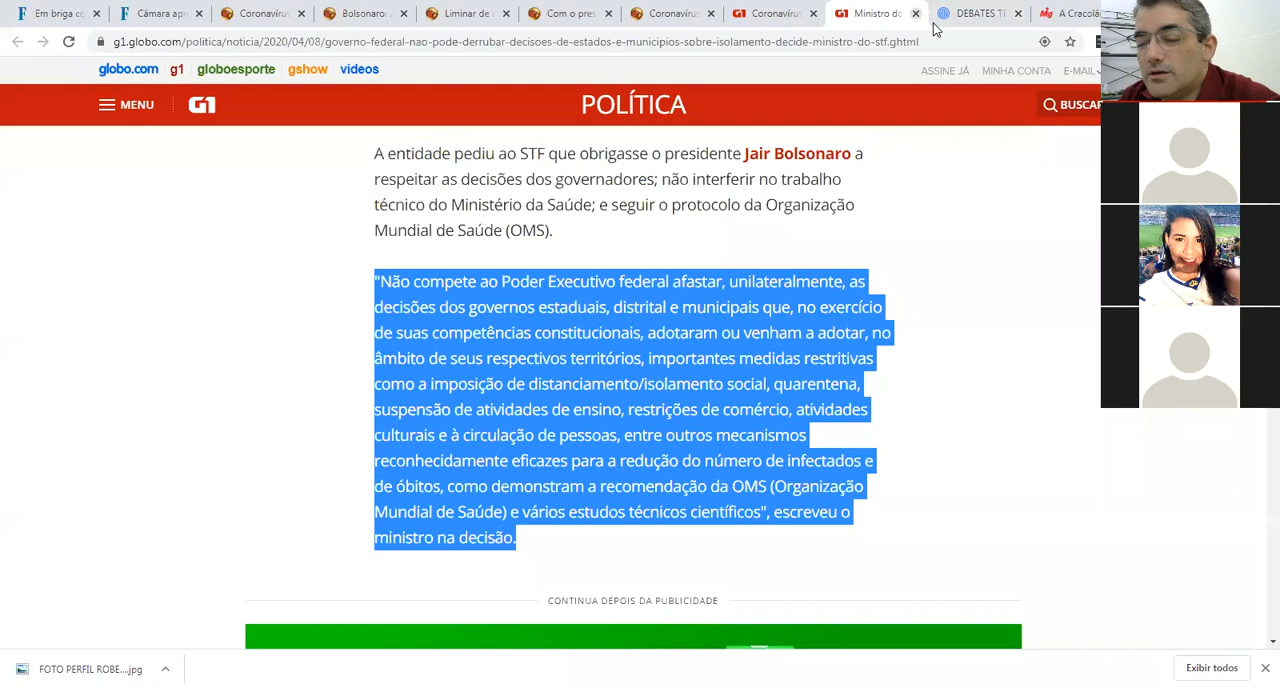 Em briga co
Câmara apr
Coronavírus
Bolsonaro:
Liminar de
Com o pres
Coronavírus
Coronavírus
Ministro do
DEBATES TR
A Cracolâ
g1.globo.com/politica/noticia/2020/04/08/governo-federal-nao-pode-derrubar-decisoes-de-estados-e-municipios-sobre-isolamento-decide-ministro-do-stf.ghtml
globo.com g1 globoesporte gshow vídeos ASSINE JÁ MINHA CONTA E-MAIL
MENU G1 POLÍTICA BUSCAR
A entidade pediu ao STF que obrigasse o presidente Jair Bolsonaro a
respeitar as decisões dos governadores; não interferir no trabalho
técnico do Ministério da Saúde; e seguir o protocolo da Organização
Mundial de Saúde (OMS).
"Não compete ao Poder Executivo federal afastar, unilateralmente, as
decisões dos governos estaduais, distrital e municipais que, no exercício
de suas competências constitucionais, adotaram ou venham a adotar, no
âmbito de seus respectivos territórios, importantes medidas restritivas
como a imposição de distanciamento/isolamento social, quarentena,
suspensão de atividades de ensino, restrições de comércio, atividades
culturais e à circulação de pessoas, entre outros mecanismos
reconhecidamente eficazes para a redução do número de infectados e
de óbitos, como demonstram a recomendação da OMS (Organização
Mundial de Saúde) e vários estudos técnicos científicos", escreveu o
ministro na decisão.
CONTINUA DEPOIS DA PUBLICIDADE
FOTO PERFIL ROBE....jpg
Exibir todos